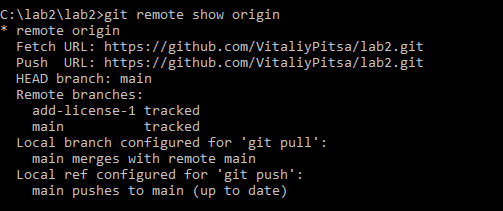 C:\lab2\lab2>git remote show origin
* remote origin
  Fetch URL: https://github.com/VitaliyPitsa/lab2.git
  Push  URL: https://github.com/VitaliyPitsa/lab2.git
  HEAD branch: main
  Remote branches:
    add-license-1 tracked
    main          tracked
  Local branch configured for 'git pull':
    main merges with remote main
  Local ref configured for 'git push':
    main pushes to main (up to date)